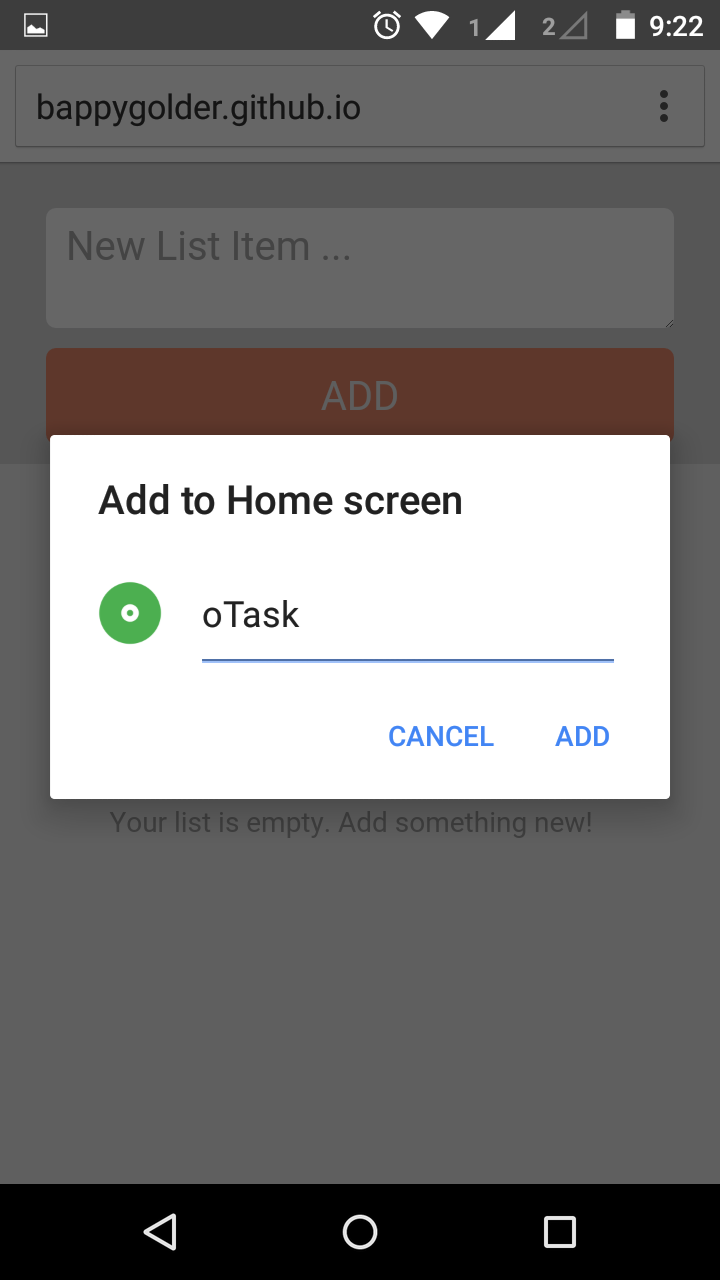 1 2 9:22
bappygolder.github.io
New List Item ...
ADD
Add to Home screen
oTask
CANCEL ADD
Your list is empty. Add something new!